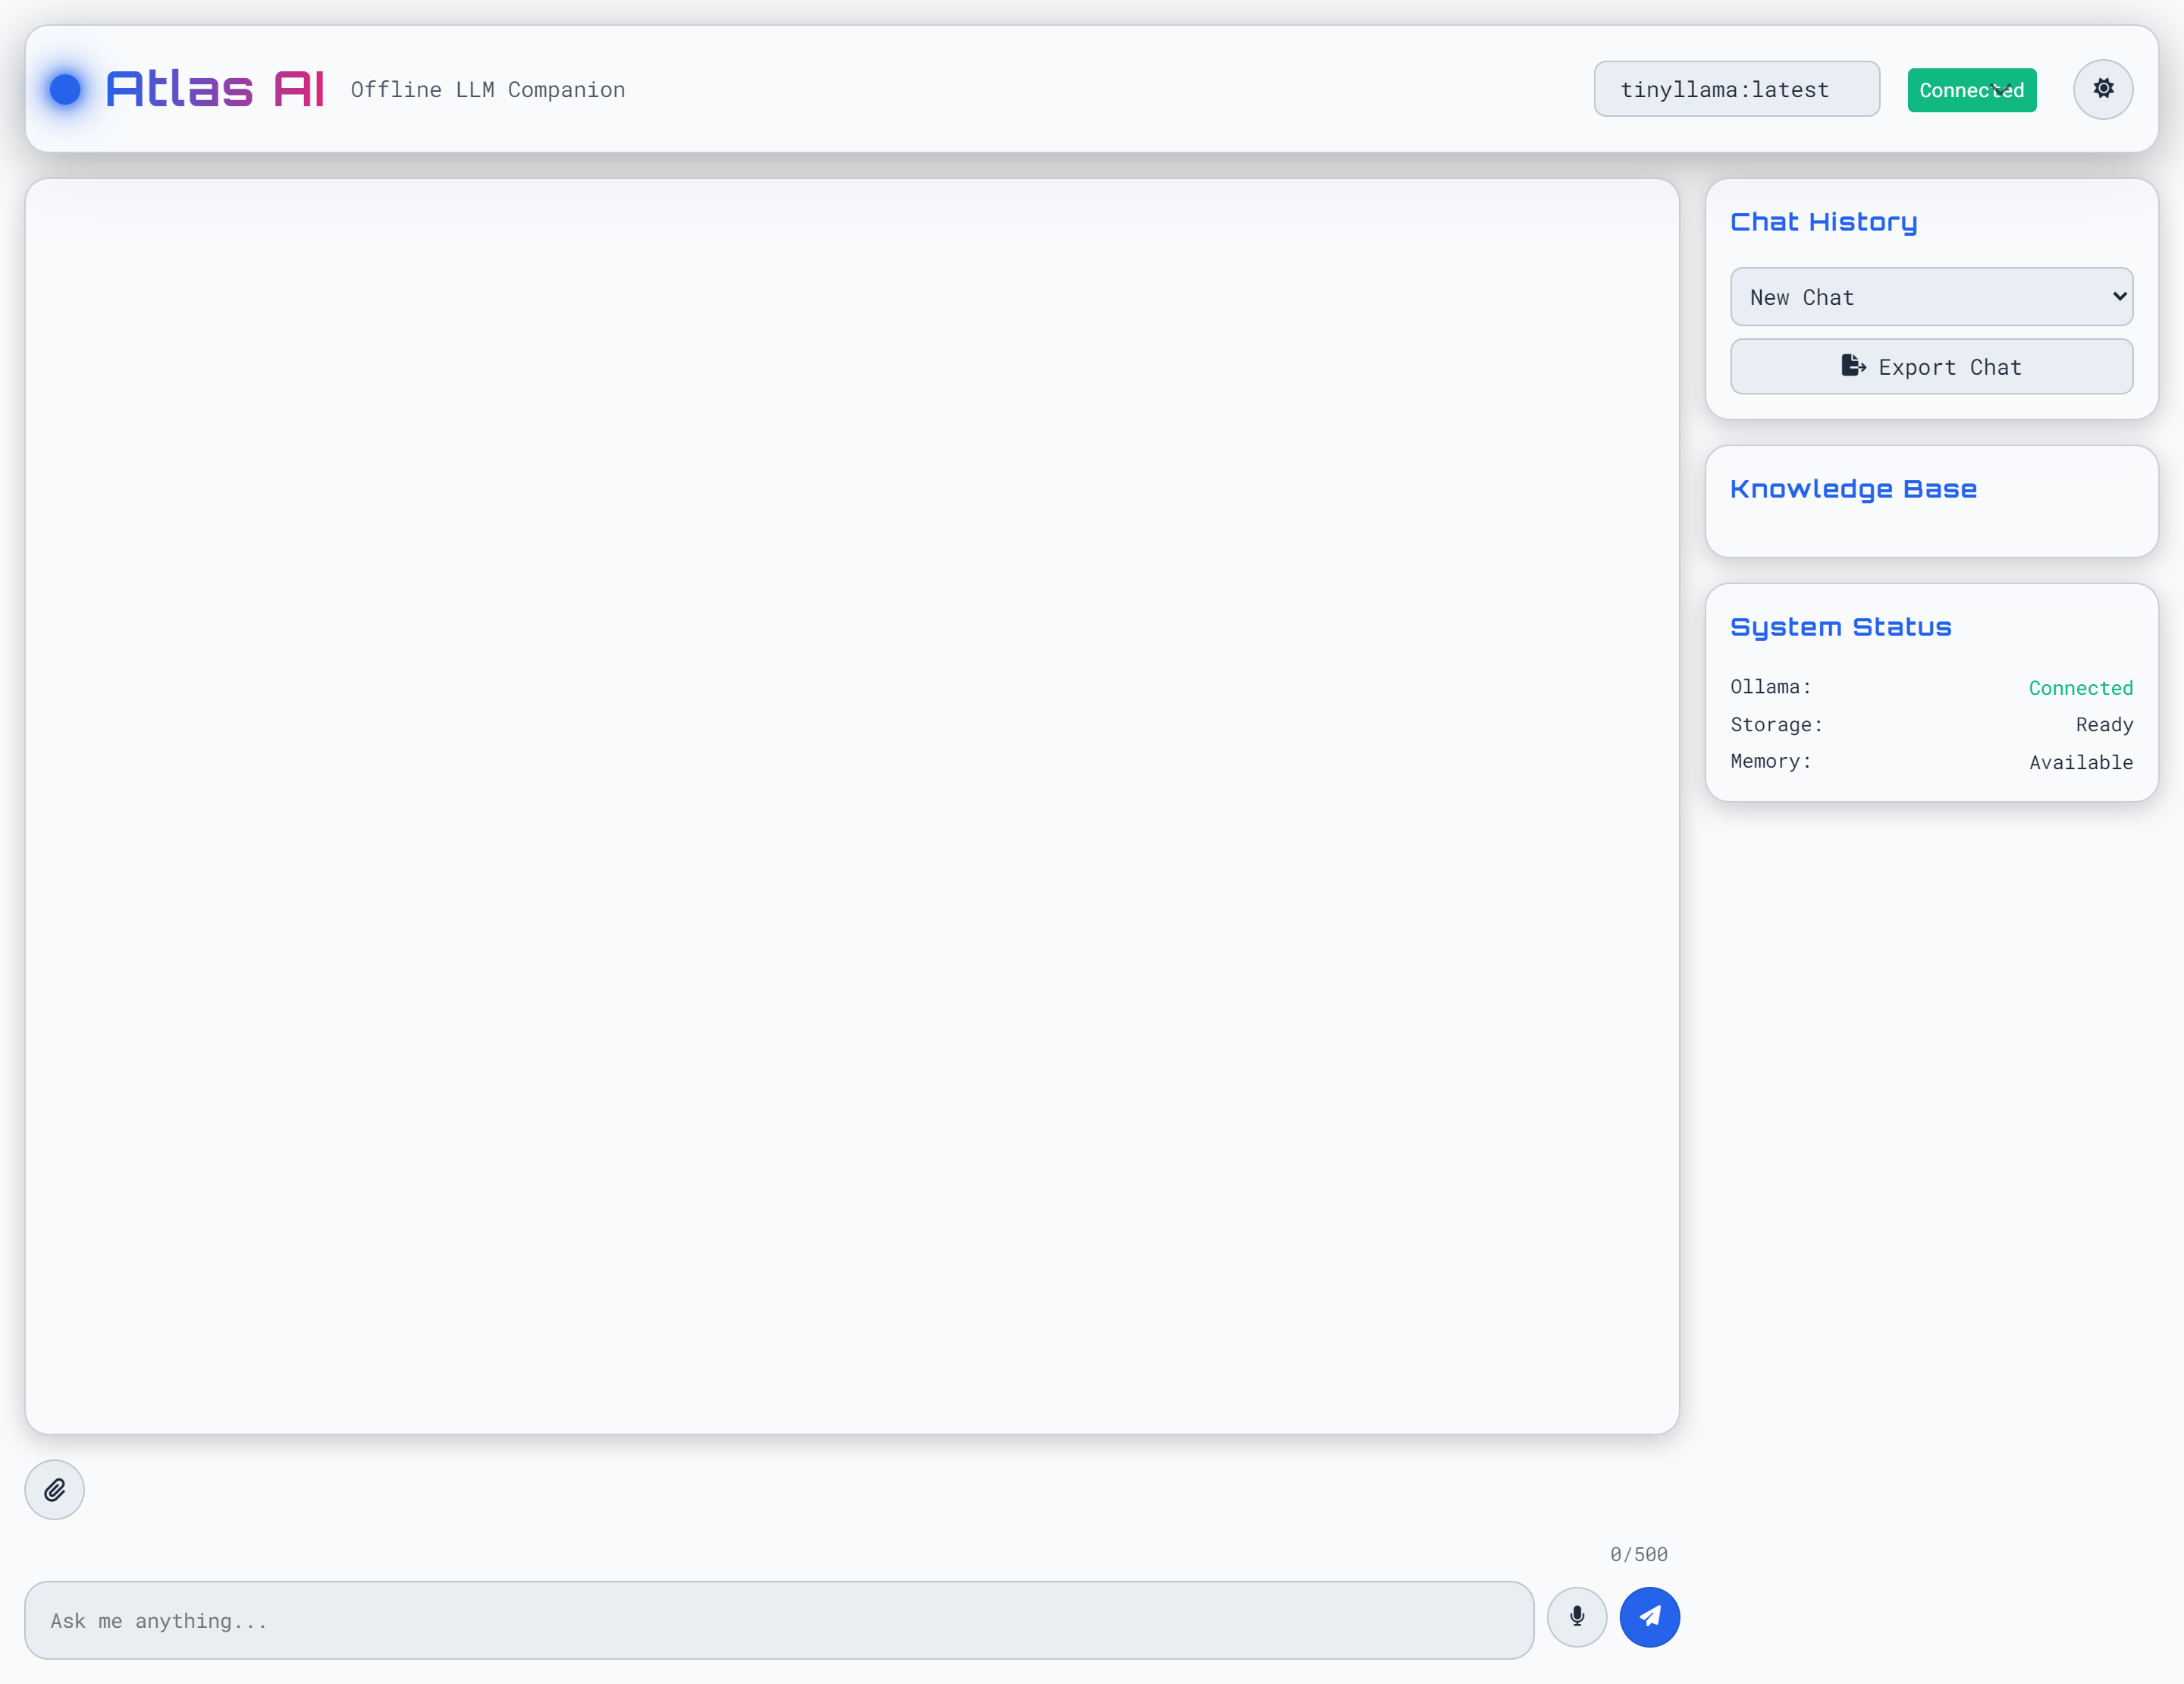 Atlas AI
Offline LLM Companion
tinyllama:latest
Connected
Chat History
New Chat
Export Chat
Knowledge Base
System Status
Ollama: Connected
Storage: Ready
Memory: Available
0/500
Ask me anything...